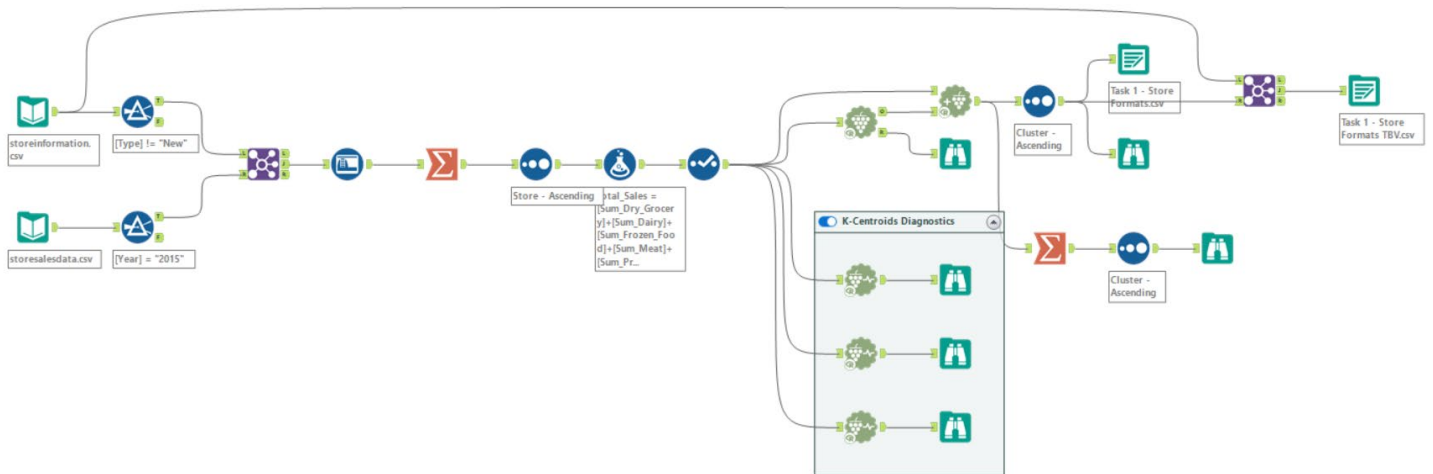 storeinformation.
csv
[Type] != "New"
storesalesdata.csv
[Year] = "2015"
Store - Ascending
otal_Sales =
[Sum_Dry_Grocer
y]+[Sum_Dairy]+
[Sum_Frozen_Foo
d]+[Sum_Meat]+
[Sum_Pr...
K-Centroids Diagnostics
Cluster -
Ascending
Task 1 - Store
Formats.csv
Cluster -
Ascending
Task 1 - Store
Formats TBV.csv